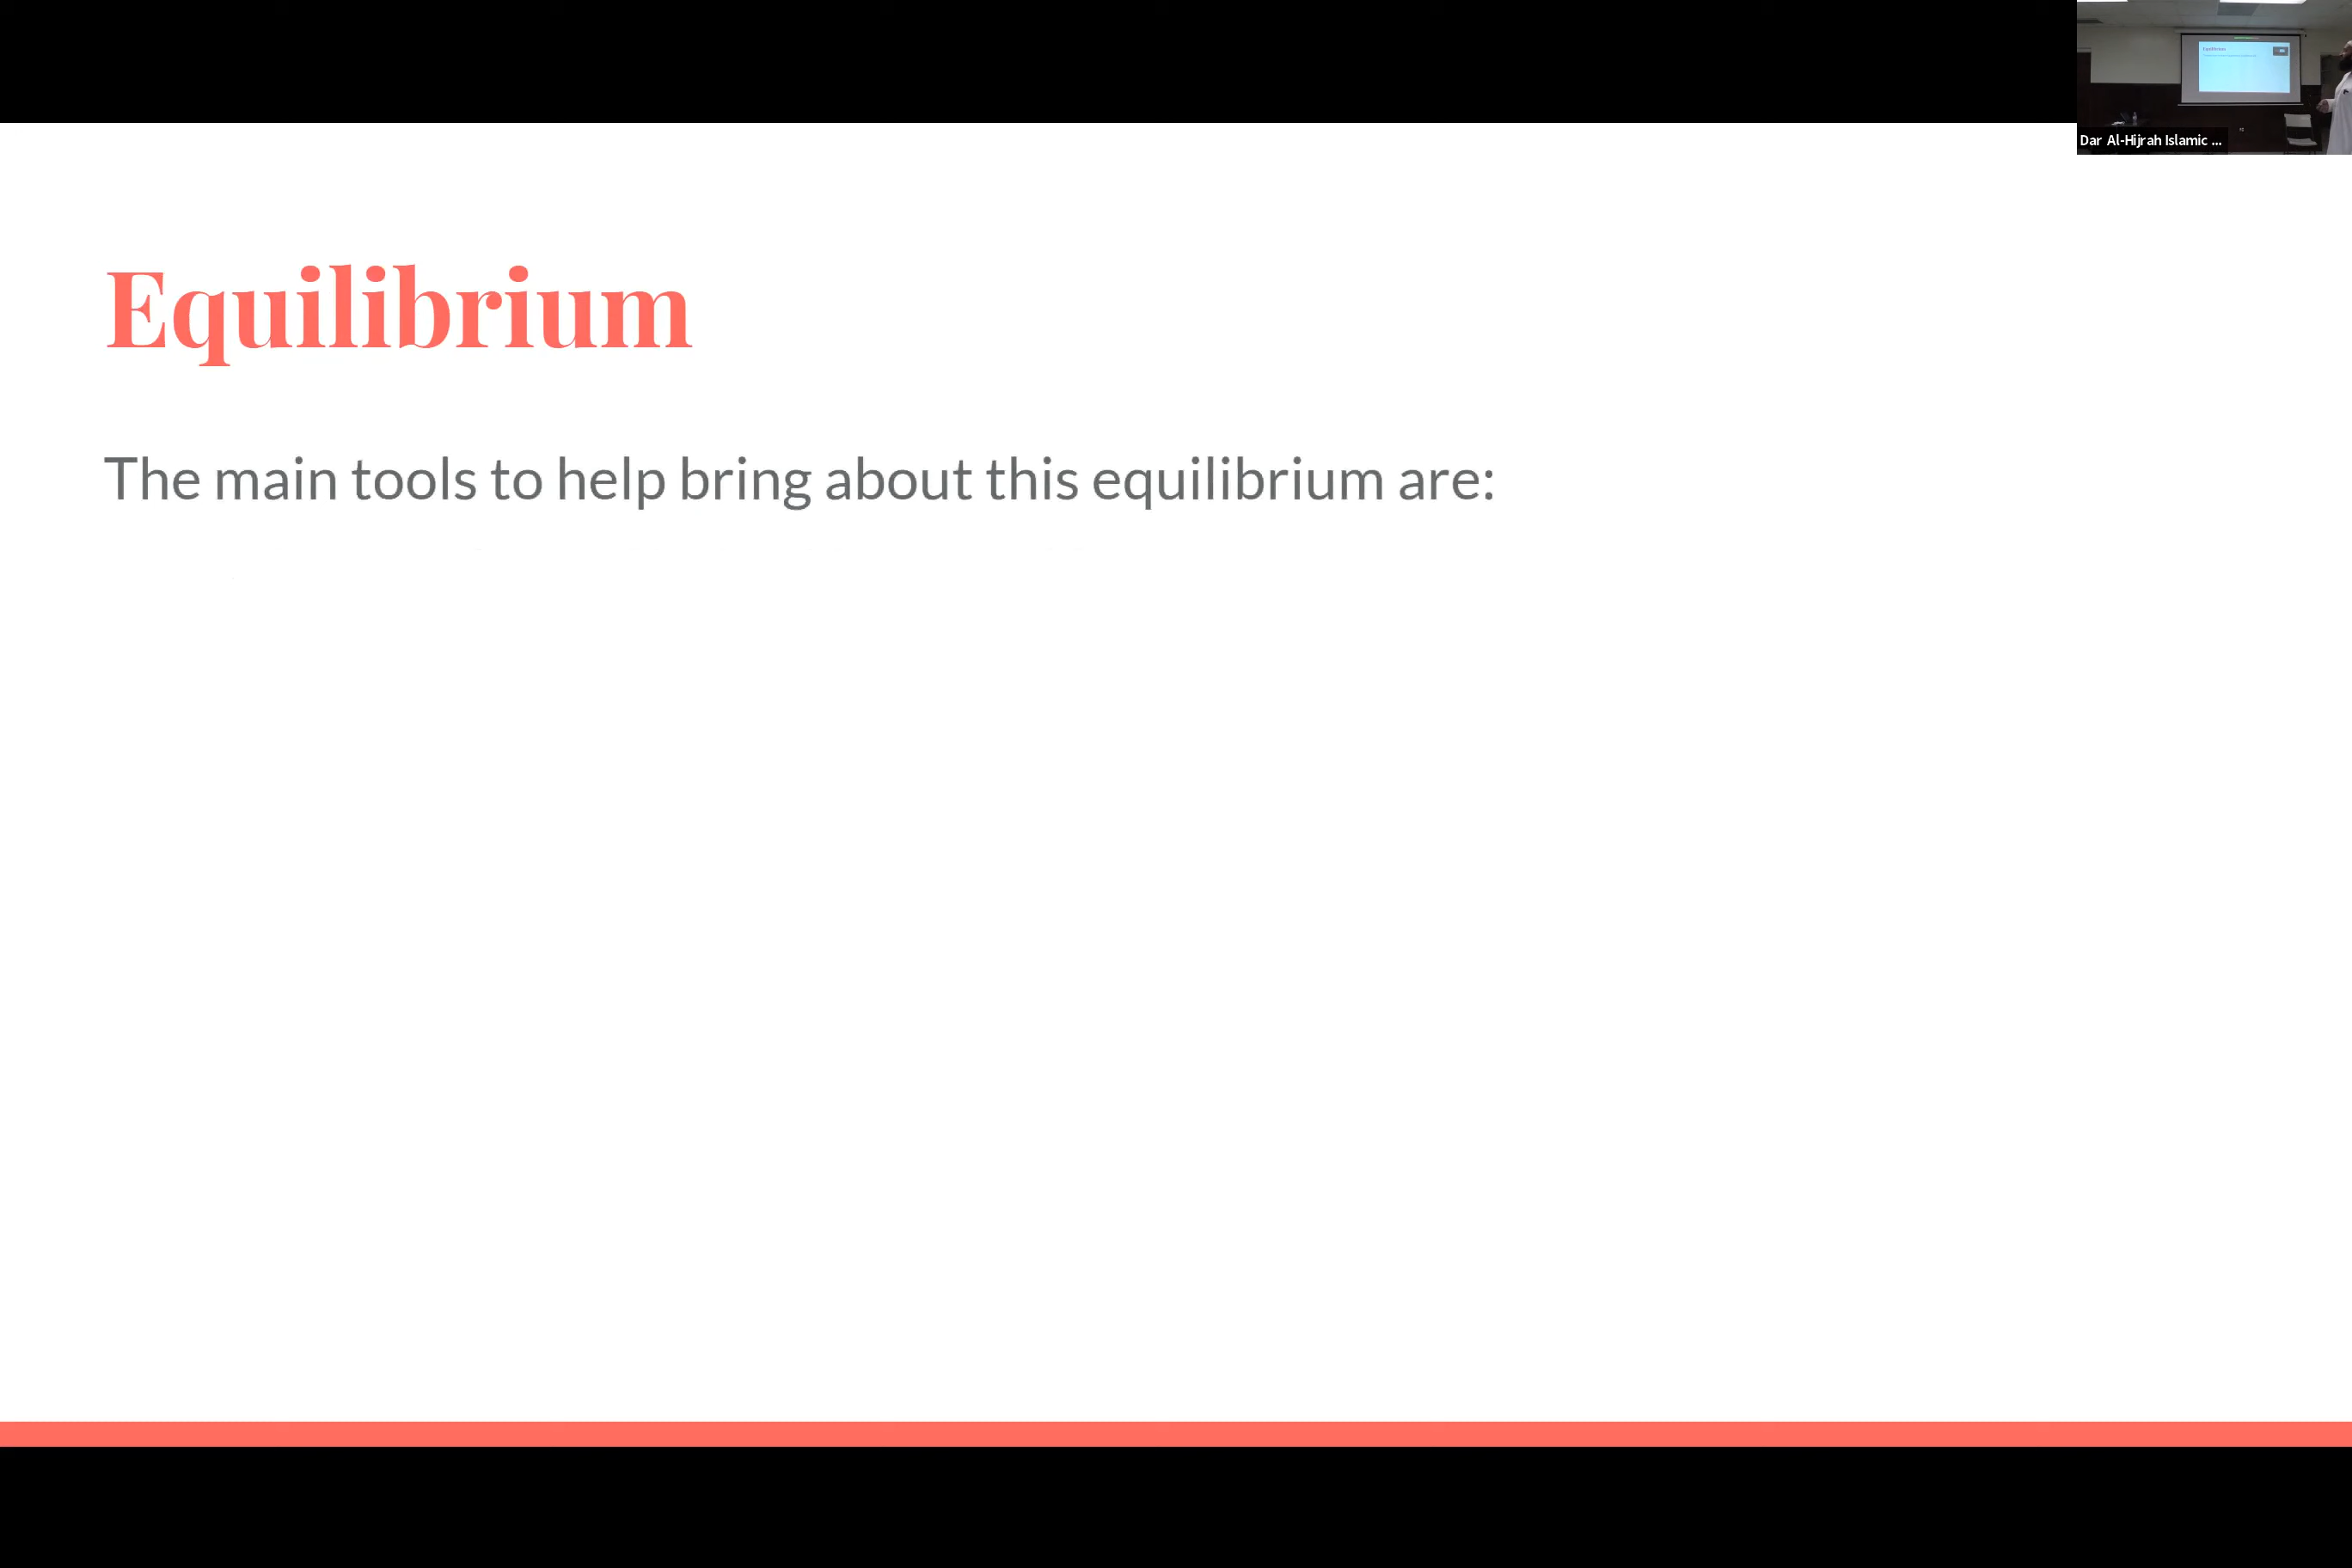 Equilibrium
The main tools to help bring about this equilibrium are:
Dar Al-Hijrah Islamic ...